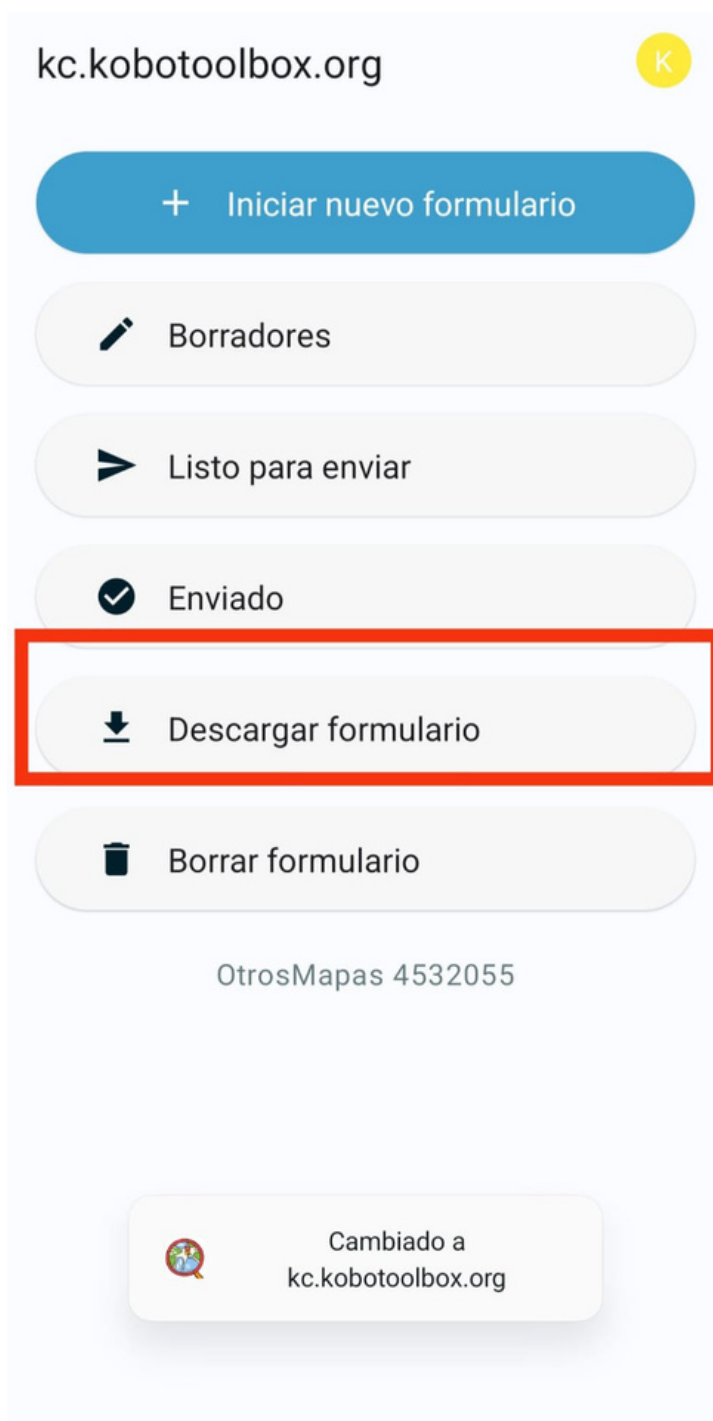 kc.kobotoolbox.org
K
+ Iniciar nuevo formulario
Borradores
Listo para enviar
Enviado
Descargar formulario
Borrar formulario
OtrosMapas 4532055
Cambiado a
kc.kobotoolbox.org